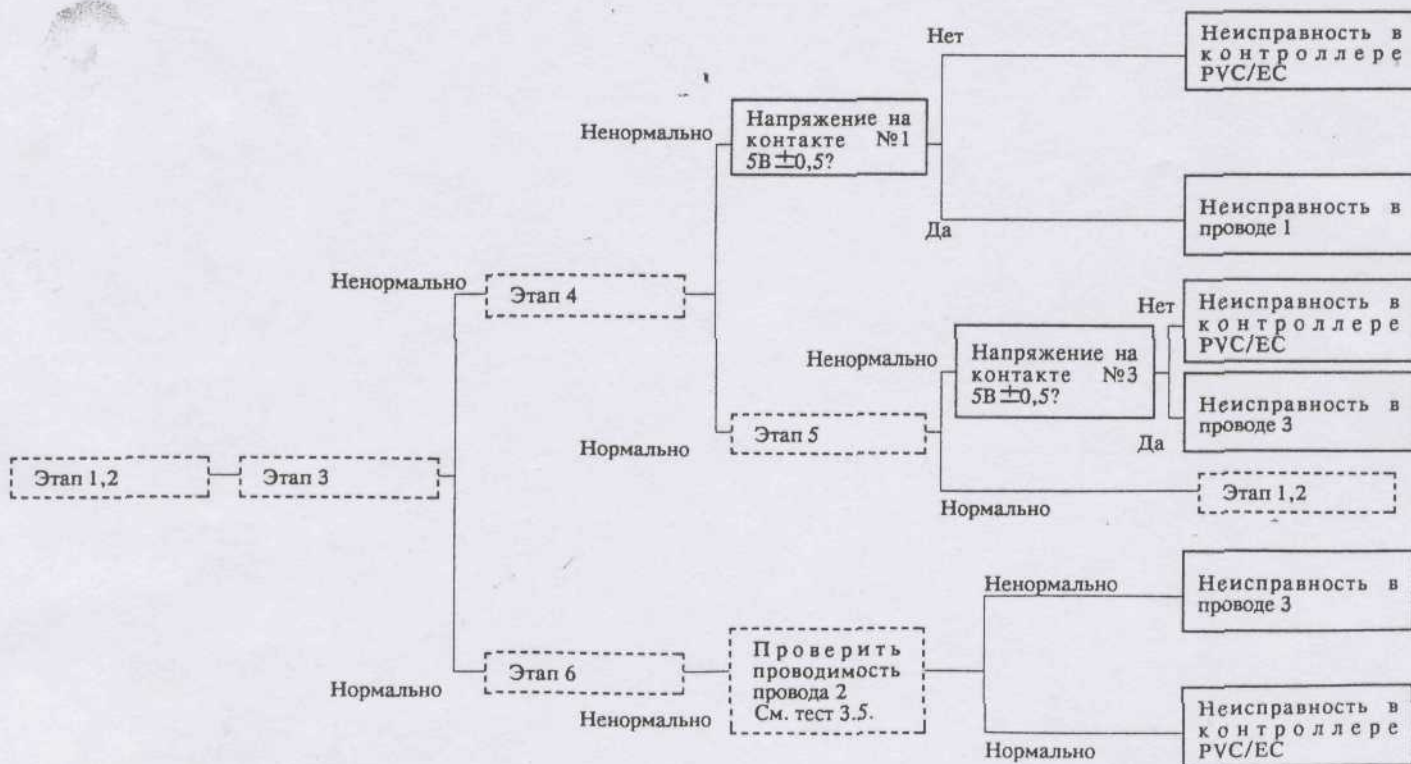 Нет
Неисправность в
контроллере
PVC/EC
Ненормально
Напряжение на
контакте №1
5В±0,5?
Да
Неисправность в
проводе 1
Ненормально
Этап 4
Нет
Неисправность в
контроллере
PVC/EC
Ненормально
Напряжение на
контакте №3
5В±0,5?
Нормально
Этап 5
Да
Неисправность в
проводе 3
Этап 1,2
Этап 3
Нормально
Этап 1,2
Ненормально
Неисправность в
проводе 3
Нормально
Этап 6
Ненормально
Проверить
проводимость
провода 2
См. тест 3.5.
Нормально
Неисправность в
контроллере
PVC/EC